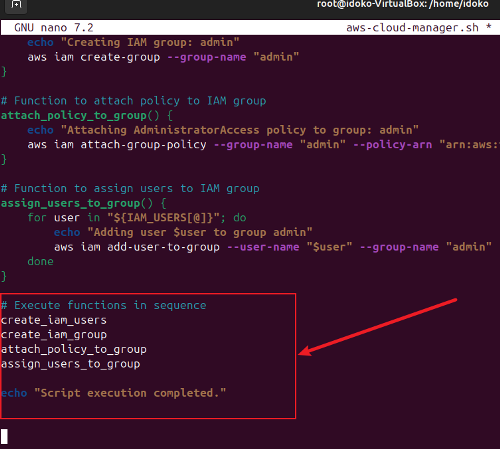 root@idoko-VirtualBox: /home/idoko
GNU nano 7.2 aws-cloud-manager.sh *
echo "Creating IAM group: admin"
aws iam create-group --group-name "admin"
}
# Function to attach policy to IAM group
attach_policy_to_group() {
echo "Attaching AdministratorAccess policy to group: admin"
aws iam attach-group-policy --group-name "admin" --policy-arn "arn:aws:
}
# Function to assign users to IAM group
assign_users_to_group() {
for user in "${IAM_USERS[@]}"; do
echo "Adding user $user to group admin"
aws iam add-user-to-group --user-name "$user" --group-name "admin"
done
}
# Execute functions in sequence
create_iam_users
create_iam_group
attach_policy_to_group
assign_users_to_group
echo "Script execution completed."